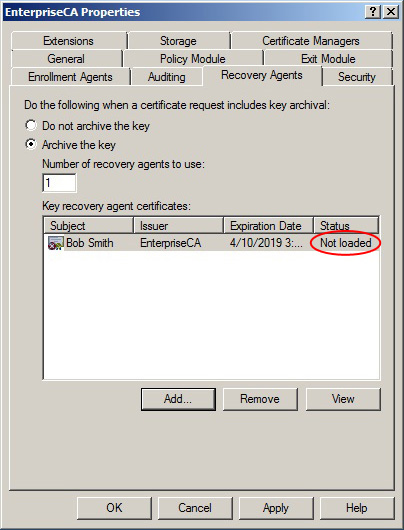 EnterpriseCA Properties
Extensions Storage Certificate Managers
General Policy Module Exit Module
Enrollment Agents Auditing Recovery Agents Security
Do the following when a certificate request includes key archival:
Do not archive the key
Archive the key
Number of recovery agents to use:
1
Key recovery agent certificates:
Subject Issuer Expiration Date Status
Bob Smith EnterpriseCA 4/10/2019 3:... Not loaded
Add... Remove View
OK Cancel Apply Help